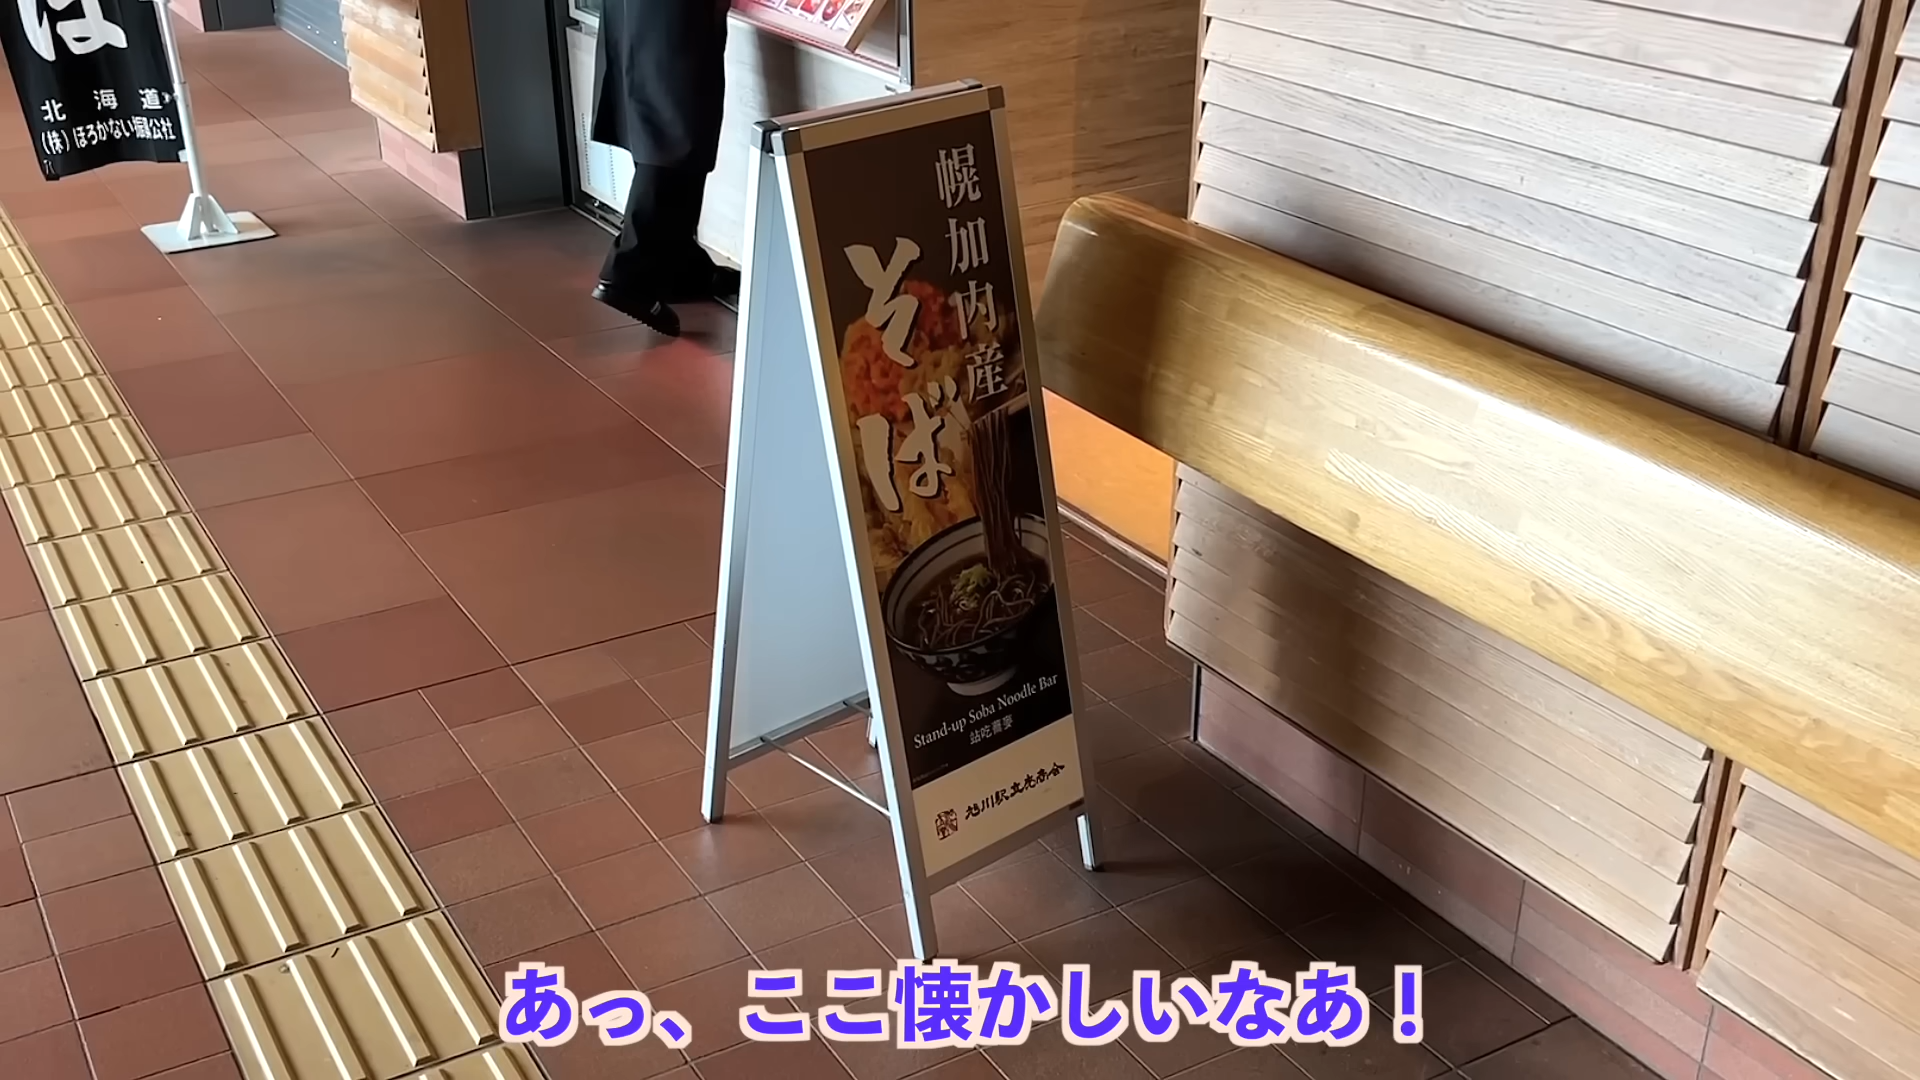 ば
北海道
(株)ほろかない振興公社
幌加内産
そば
Stand-up Soba Noodle Bar
站吃蕎麥
旭川駅立売商会
あっ、ここ懐かしいなあ！